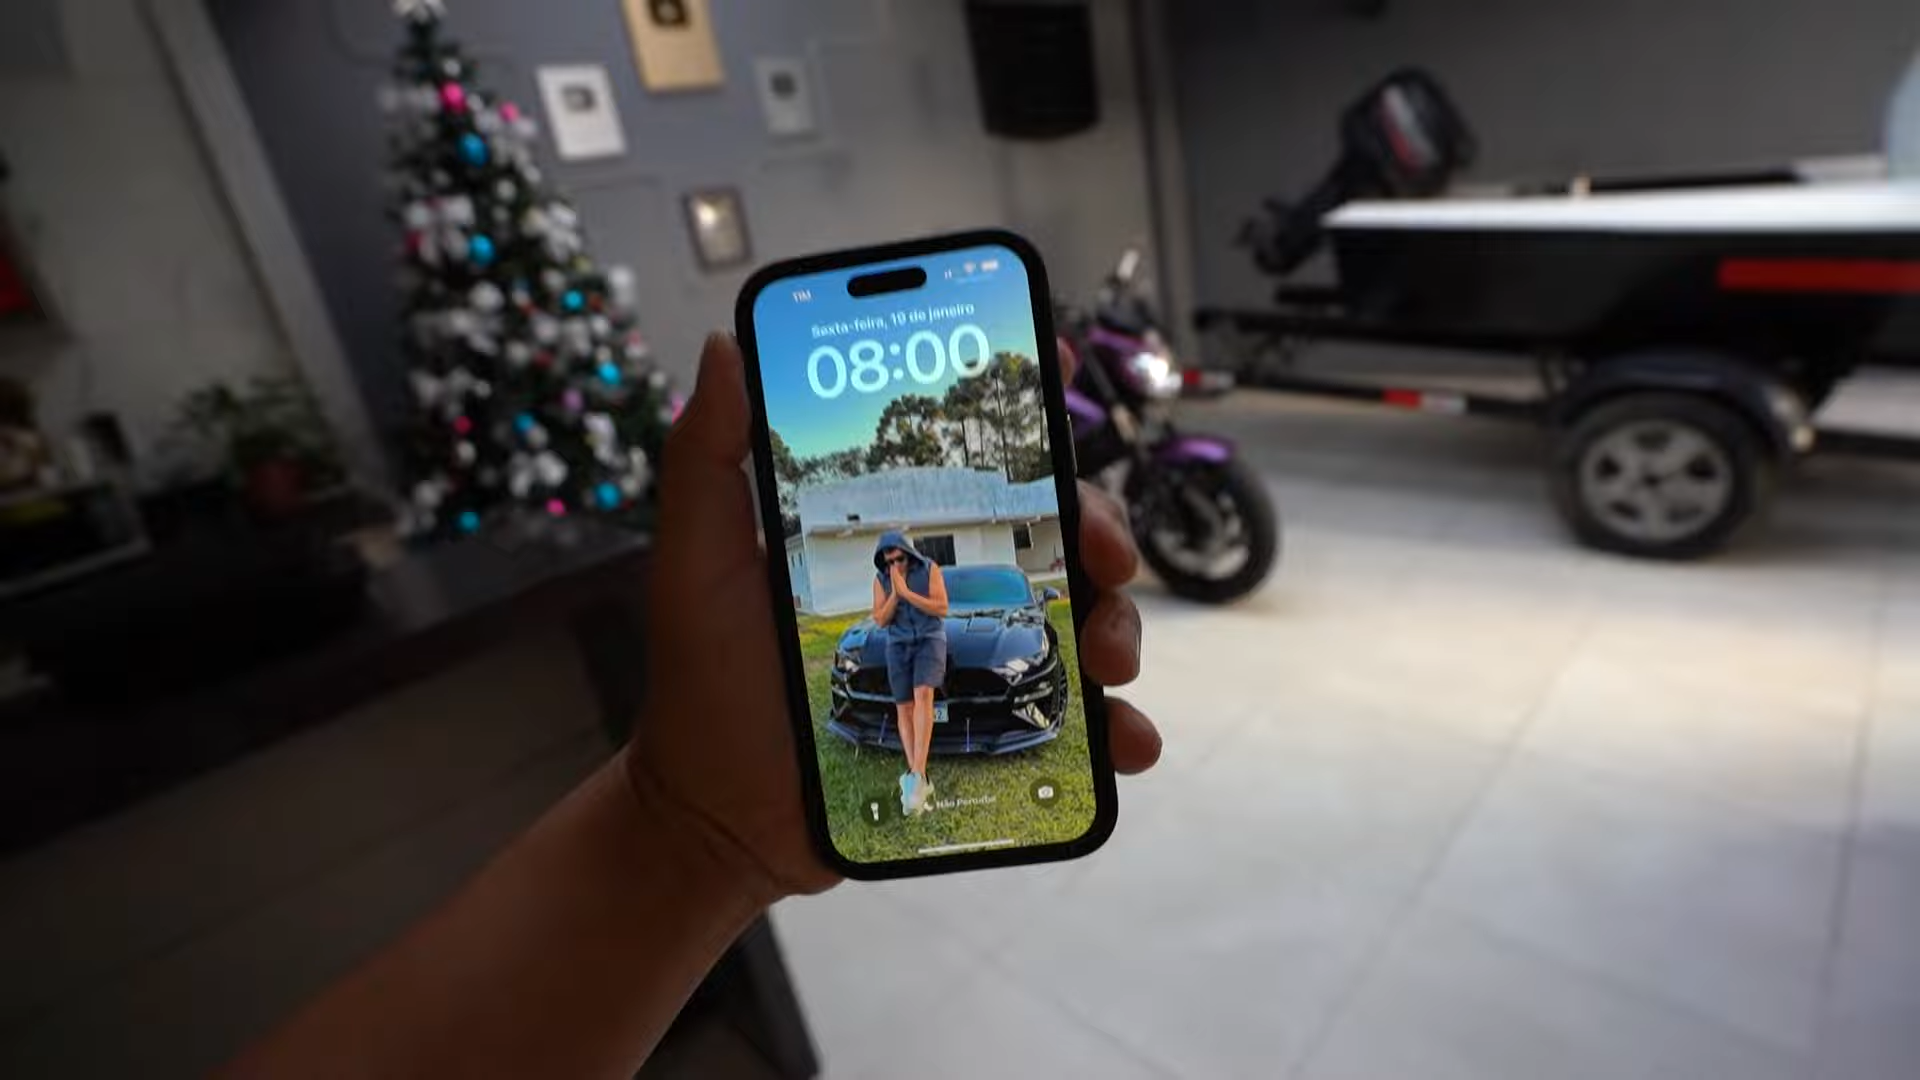 TIM
Sexta-feira, 19 de janeiro
08:00
Não Perturbe